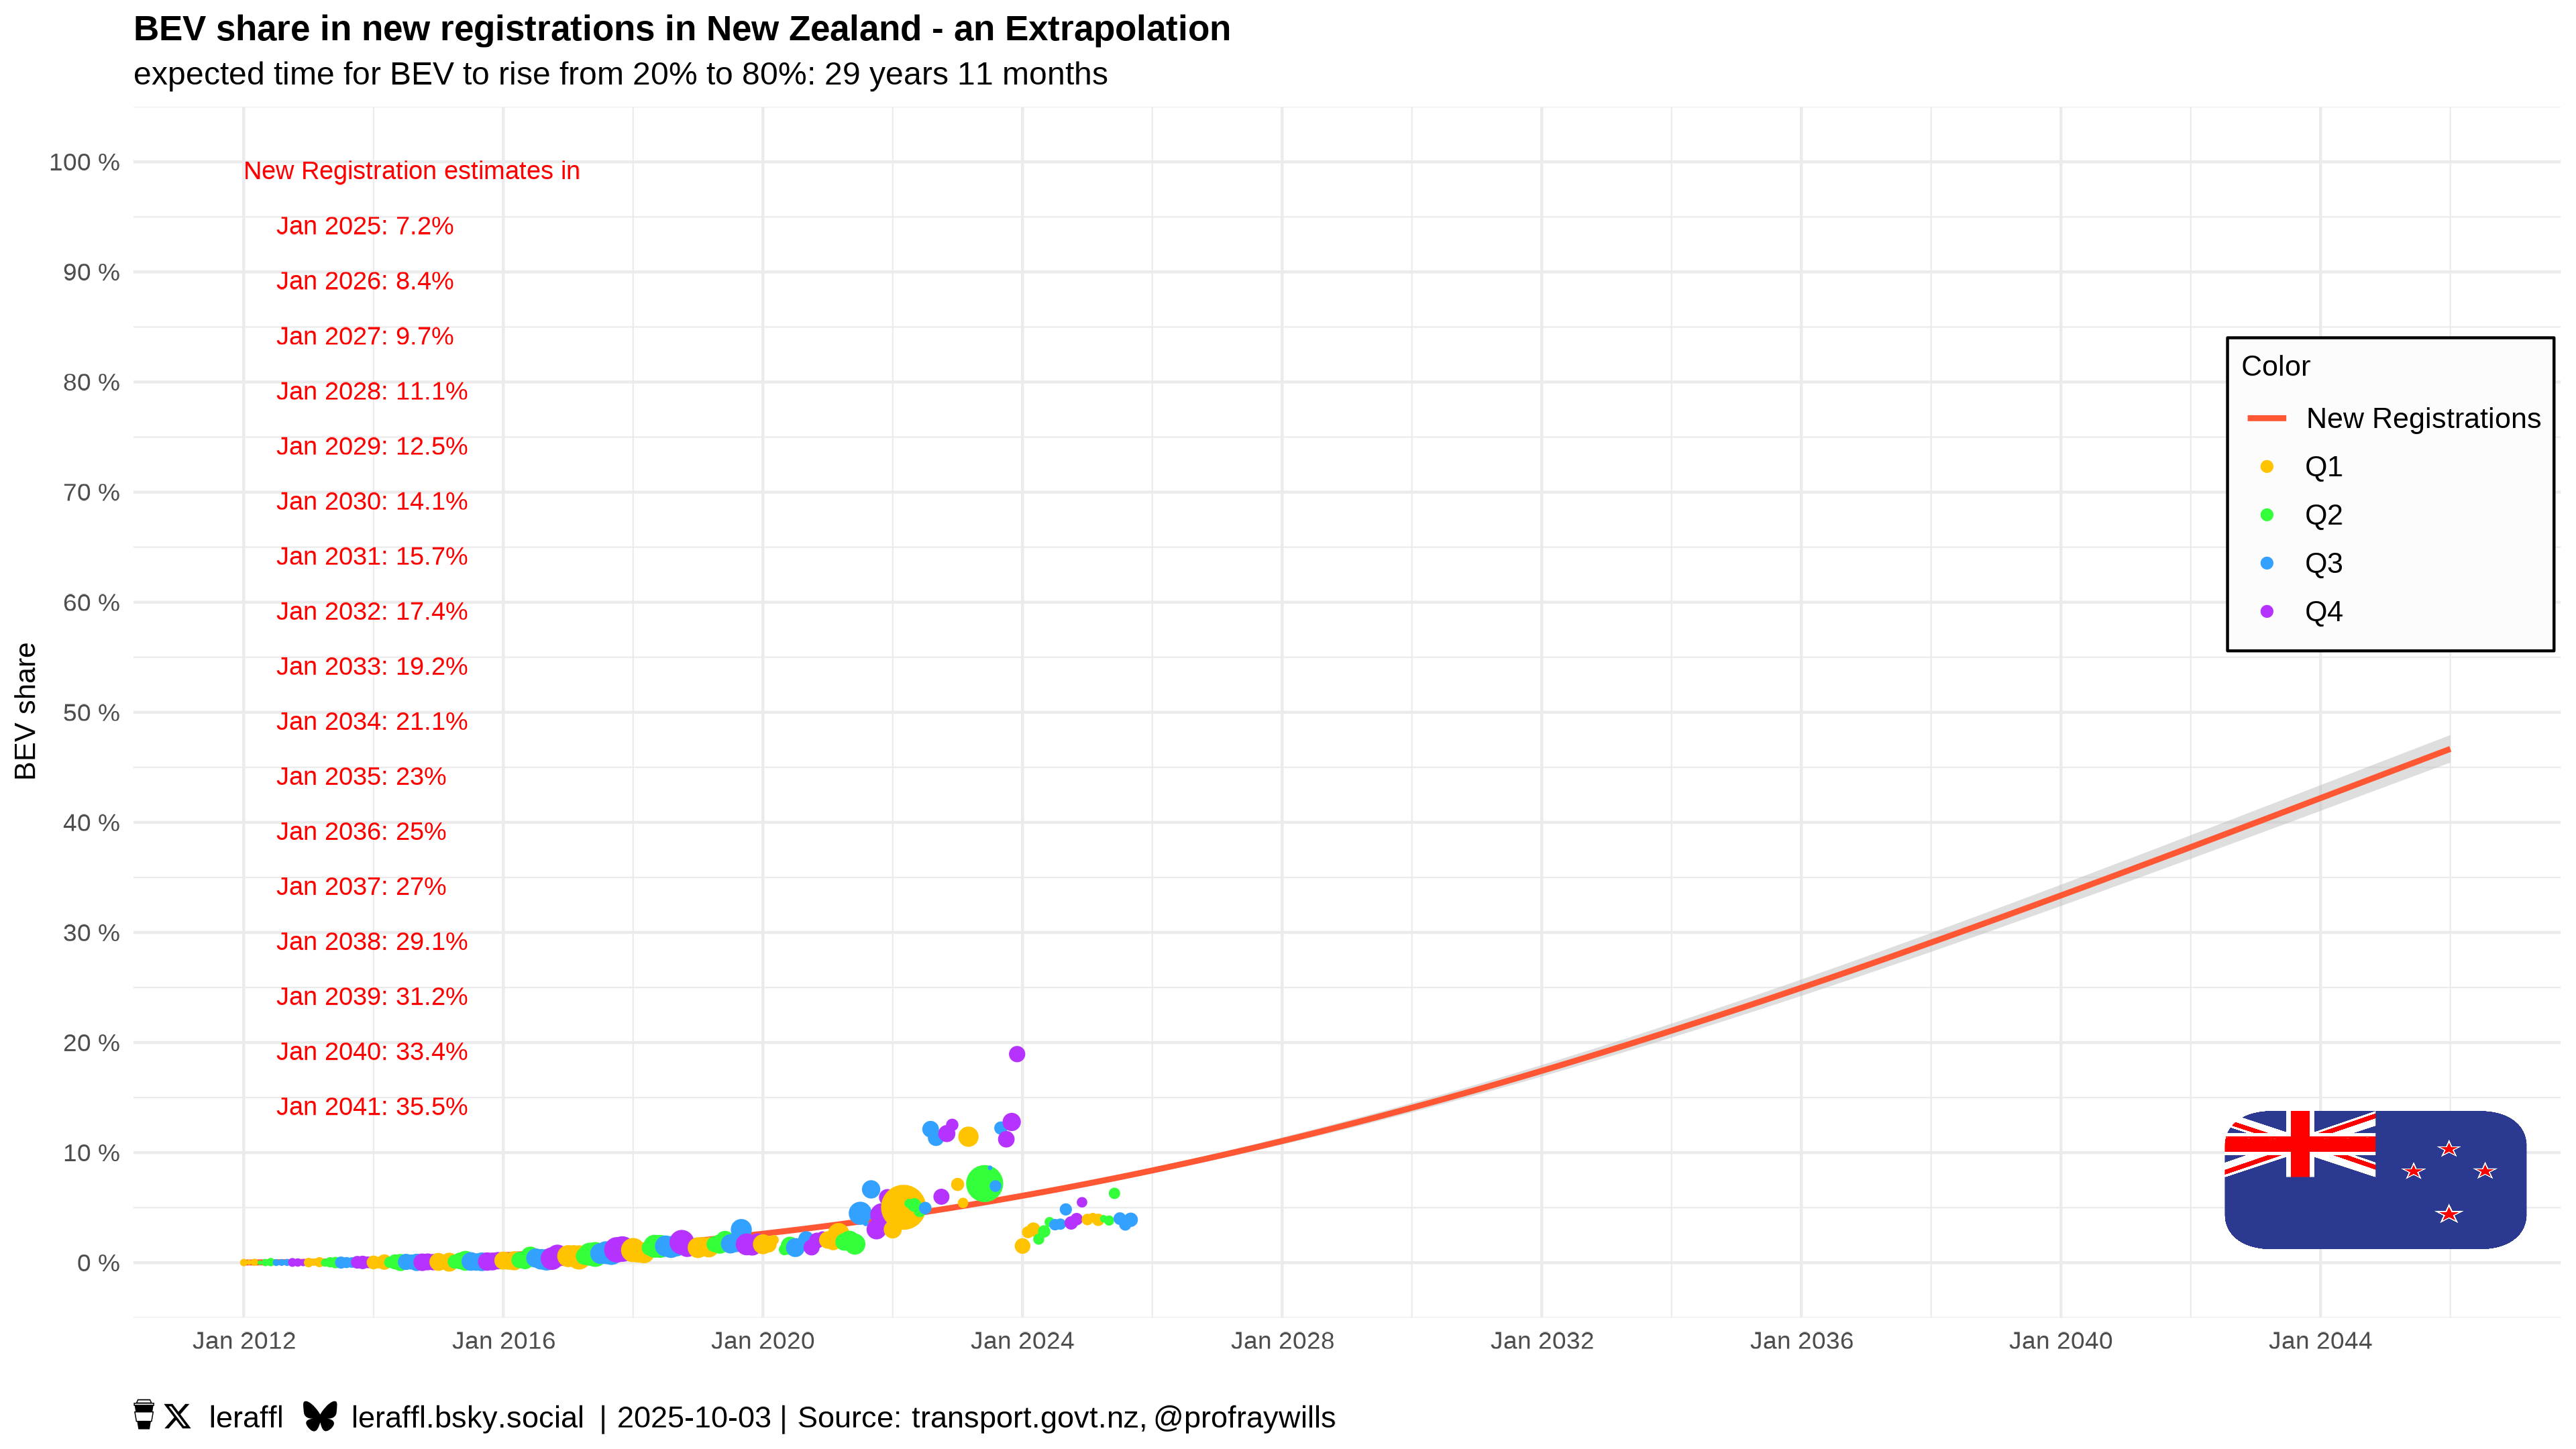 BEV share in new registrations in New Zealand - an Extrapolation
expected time for BEV to rise from 20% to 80%: 29 years 11 months
BEV share
100 %
90 %
80 %
70 %
60 %
50 %
40 %
30 %
20 %
10 %
0 %
New Registration estimates in
Jan 2025: 7.2%
Jan 2026: 8.4%
Jan 2027: 9.7%
Jan 2028: 11.1%
Jan 2029: 12.5%
Jan 2030: 14.1%
Jan 2031: 15.7%
Jan 2032: 17.4%
Jan 2033: 19.2%
Jan 2034: 21.1%
Jan 2035: 23%
Jan 2036: 25%
Jan 2037: 27%
Jan 2038: 29.1%
Jan 2039: 31.2%
Jan 2040: 33.4%
Jan 2041: 35.5%
Color
New Registrations
Q1
Q2
Q3
Q4
Jan 2012 Jan 2016 Jan 2020 Jan 2024 Jan 2028 Jan 2032 Jan 2036 Jan 2040 Jan 2044
leraffl leraffl.bsky.social | 2025-10-03 | Source: transport.govt.nz, @profraywills